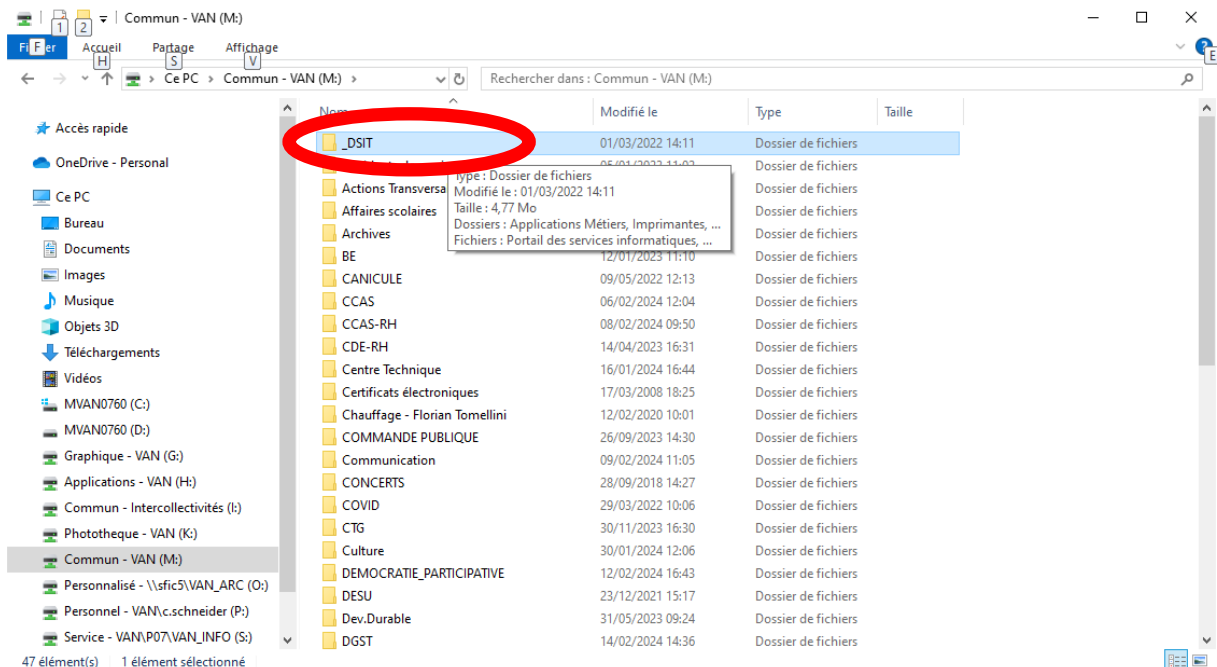 Commun - VAN (M:)
1 2
Fi F er Accueil Partage Affichage
H S V E
Ce PC > Commun - VAN (M:) >
Rechercher dans : Commun - VAN (M:)
Nom Modifié le Type Taille
Accès rapide
OneDrive - Personal
Ce PC
Bureau
Documents
Images
Musique
Objets 3D
Téléchargements
Vidéos
MVAN0760 (C:)
MVAN0760 (D:)
Graphique - VAN (G:)
Applications - VAN (H:)
Commun - Intercollectivités (I:)
Phototheque - VAN (K:)
Commun - VAN (M:)
Personnalisé - \\sfic5\VAN_ARC (O:)
Personnel - VAN\c.schneider (P:)
Service - VAN\P07\VAN_INFO (S:)
_DSIT 01/03/2022 14:11 Dossier de fichiers
05/01/2023 11:02 Dossier de fichiers
Actions Transversa Dossier de fichiers
Affaires scolaires Dossier de fichiers
Archives Dossier de fichiers
BE 12/01/2023 11:10 Dossier de fichiers
CANICULE 09/05/2022 12:13 Dossier de fichiers
CCAS 06/02/2024 12:04 Dossier de fichiers
CCAS-RH 08/02/2024 09:50 Dossier de fichiers
CDE-RH 14/04/2023 16:31 Dossier de fichiers
Centre Technique 16/01/2024 16:44 Dossier de fichiers
Certificats électroniques 17/03/2008 18:25 Dossier de fichiers
Chauffage - Florian Tomellini 12/02/2020 10:01 Dossier de fichiers
COMMANDE PUBLIQUE 26/09/2023 14:30 Dossier de fichiers
Communication 09/02/2024 11:05 Dossier de fichiers
CONCERTS 28/09/2018 14:27 Dossier de fichiers
COVID 29/03/2022 10:06 Dossier de fichiers
CTG 30/11/2023 16:30 Dossier de fichiers
Culture 30/01/2024 12:06 Dossier de fichiers
DEMOCRATIE_PARTICIPATIVE 12/02/2024 16:43 Dossier de fichiers
DESU 23/12/2021 15:17 Dossier de fichiers
Dev.Durable 31/05/2023 09:24 Dossier de fichiers
DGST 14/02/2024 14:36 Dossier de fichiers
Type : Dossier de fichiers
Modifié le : 01/03/2022 14:11
Taille : 4,77 Mo
Dossiers : Applications Métiers, Imprimantes, ...
Fichiers : Portail des services informatiques, ...
47 élément(s) 1 élément sélectionné